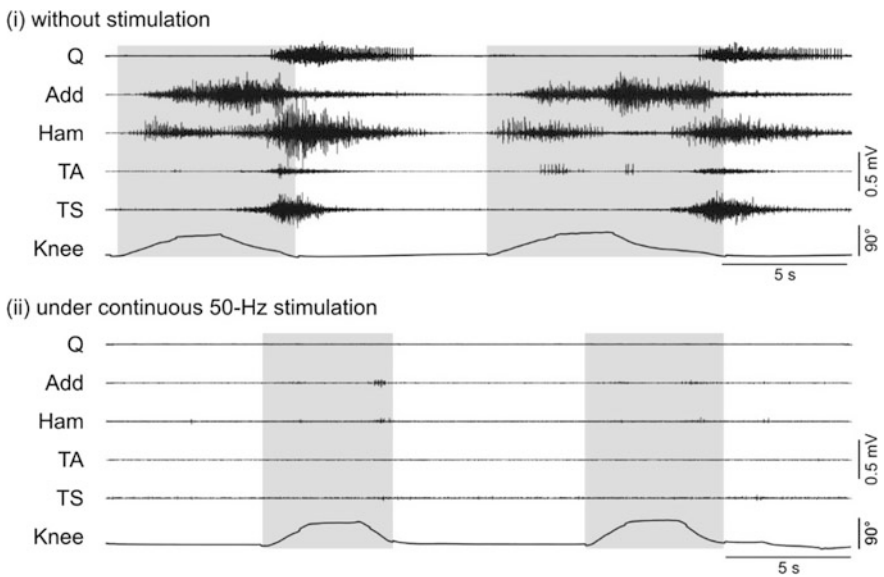 (i) without stimulation
Q
Add
Ham
TA
TS
Knee
0.5 mV
90°
5 s
(ii) under continuous 50-Hz stimulation
Q
Add
Ham
TA
TS
Knee
0.5 mV
90°
5 s